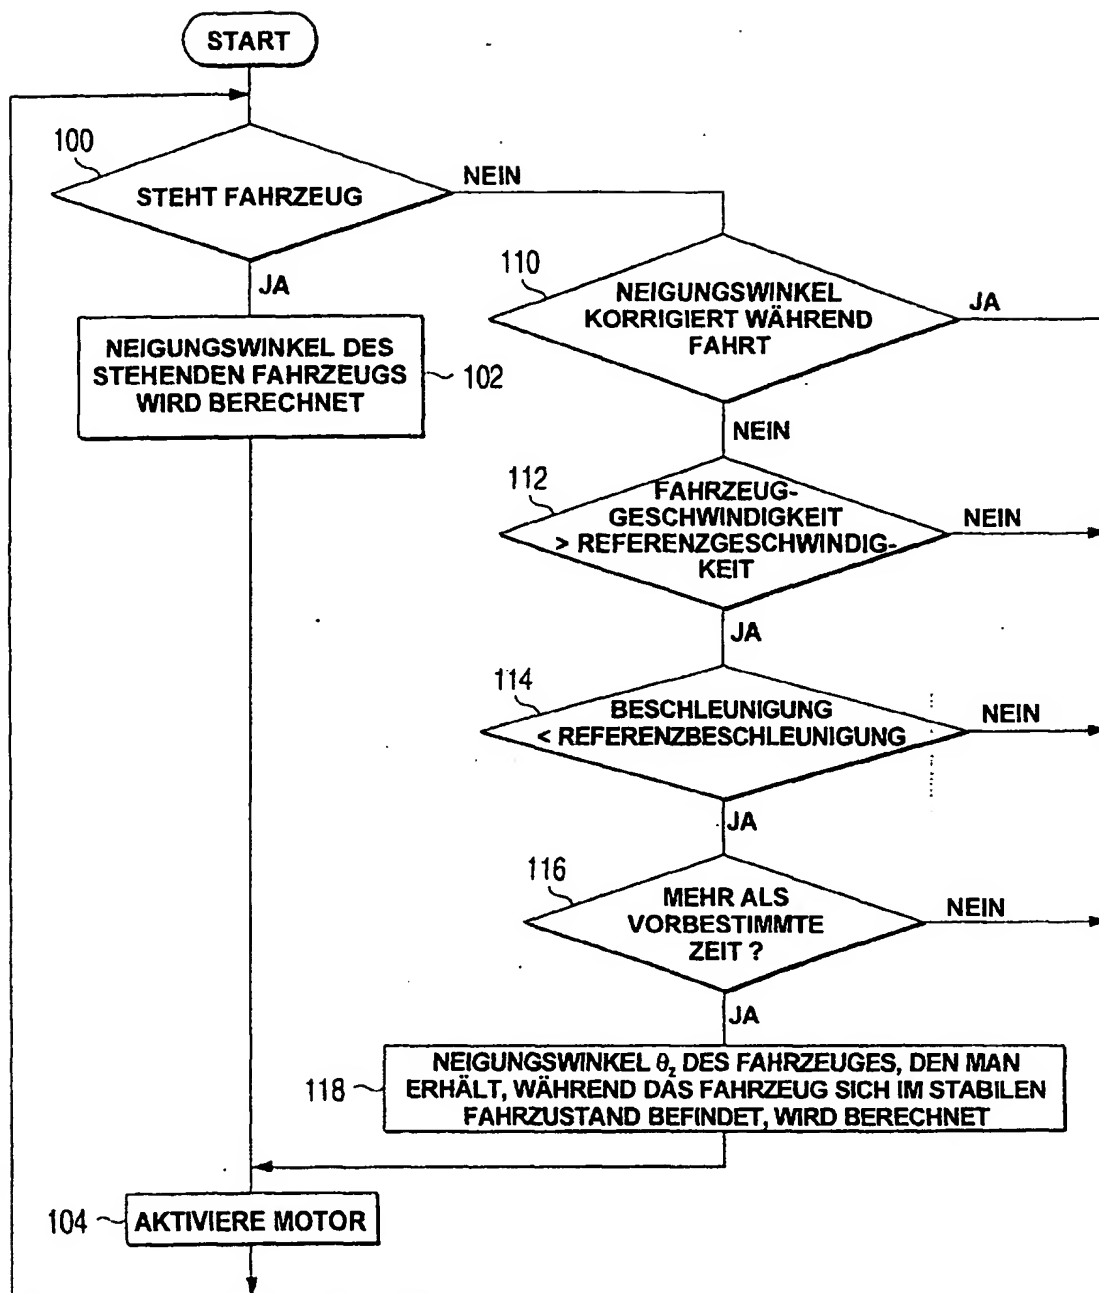 START
100
STEHT FAHRZEUG
NEIN
JA
NEIGUNGSWINKEL DES
STEHENDEN FAHRZEUGS
WIRD BERECHNET
102
110
NEIGUNGSWINKEL
KORRIGIERT WÄHREND
FAHRT
JA
NEIN
112
FAHRZEUG-
GESCHWINDIGKEIT
> REFERENZGESCHWINDIG-
KEIT
NEIN
JA
114
BESCHLEUNIGUNG
< REFERENZBESCHLEUNIGUNG
NEIN
JA
116
MEHR ALS
VORBESTIMMTE
ZEIT ?
NEIN
JA
118
NEIGUNGSWINKEL θz DES FAHRZEUGES, DEN MAN
ERHÄLT, WÄHREND DAS FAHRZEUG SICH IM STABILEN
FAHRZUSTAND BEFINDET, WIRD BERECHNET
104
AKTIVIERE MOTOR